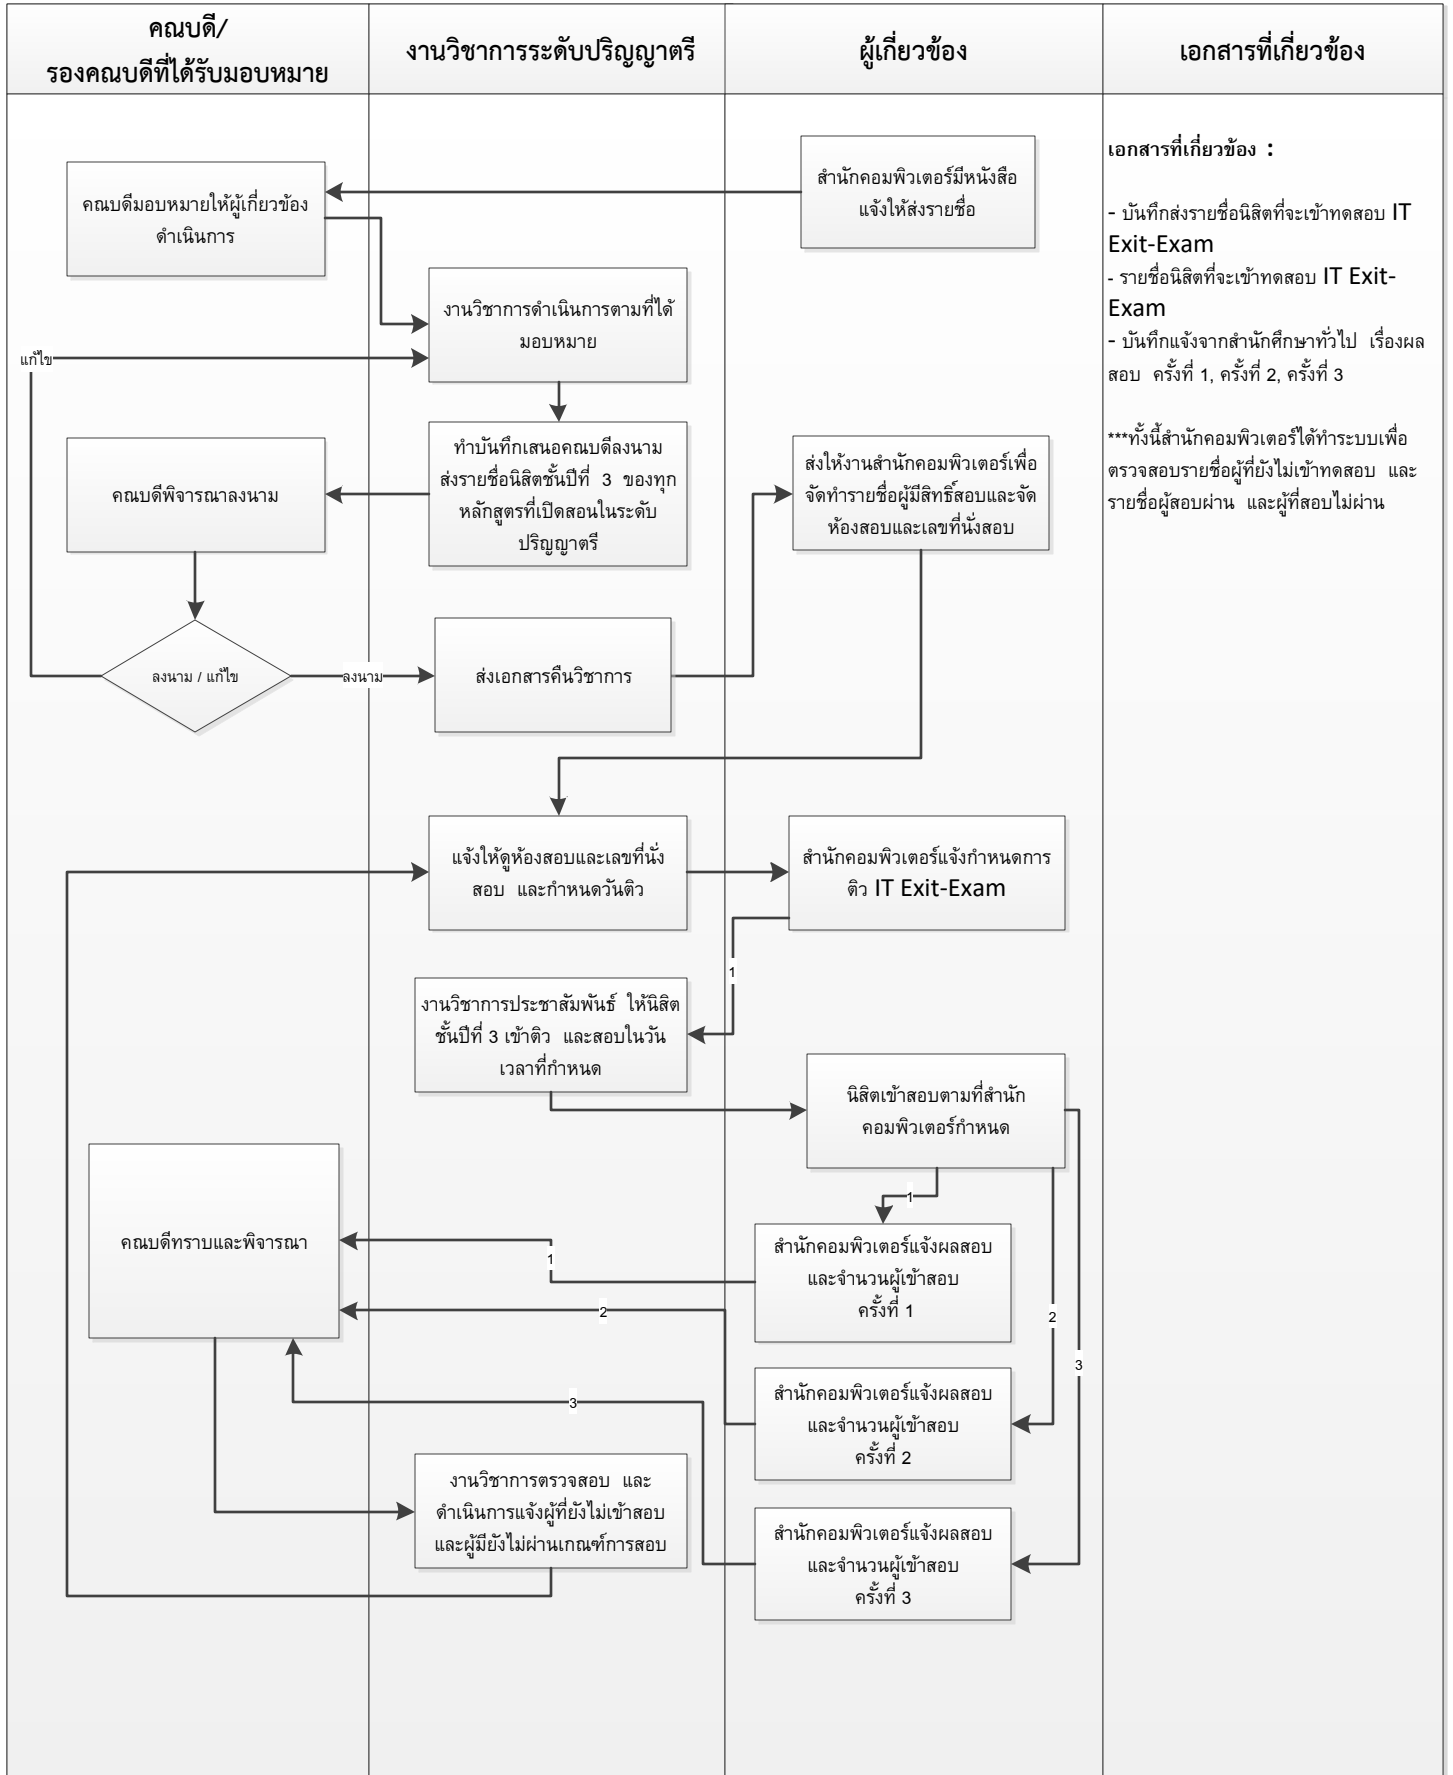 คณบดี/
รองคณบดีที่ได้รับมอบหมาย
งานวิชาการระดับปริญญาตรี
ผู้เกี่ยวข้อง
เอกสารที่เกี่ยวข้อง
สำนักคอมพิวเตอร์มีหนังสือ
แจ้งให้ส่งรายชื่อ
คณบดีมอบหมายให้ผู้เกี่ยวข้อง
ดำเนินการ
งานวิชาการดำเนินการตามที่ได้
มอบหมาย
แก้ไข
ทำบันทึกเสนอคณบดีลงนาม
ส่งรายชื่อนิสิตชั้นปีที่ 3 ของทุก
หลักสูตรที่เปิดสอนในระดับ
ปริญญาตรี
คณบดีพิจารณาลงนาม
ส่งให้งานสำนักคอมพิวเตอร์เพื่อ
จัดทำรายชื่อผู้มีสิทธิ์สอบและจัด
ห้องสอบและเลขที่นั่งสอบ
ลงนาม / แก้ไข
ลงนาม
ส่งเอกสารคืนวิชาการ
แจ้งให้ดูห้องสอบและเลขที่นั่ง
สอบ และกำหนดวันติว
สำนักคอมพิวเตอร์แจ้งกำหนดการ
ติว IT Exit-Exam
1
งานวิชาการประชาสัมพันธ์ ให้นิสิต
ชั้นปีที่ 3 เข้าติว และสอบในวัน
เวลาที่กำหนด
นิสิตเข้าสอบตามที่สำนัก
คอมพิวเตอร์กำหนด
1
คณบดีทราบและพิจารณา
1
สำนักคอมพิวเตอร์แจ้งผลสอบ
และจำนวนผู้เข้าสอบ
ครั้งที่ 1
2
2
3
3
สำนักคอมพิวเตอร์แจ้งผลสอบ
และจำนวนผู้เข้าสอบ
ครั้งที่ 2
งานวิชาการตรวจสอบ และ
ดำเนินการแจ้งผู้ที่ยังไม่เข้าสอบ
และผู้มียังไม่ผ่านเกณฑ์การสอบ
สำนักคอมพิวเตอร์แจ้งผลสอบ
และจำนวนผู้เข้าสอบ
ครั้งที่ 3
เอกสารที่เกี่ยวข้อง :
- บันทึกส่งรายชื่อนิสิตที่จะเข้าทดสอบ IT
Exit-Exam
- รายชื่อนิสิตที่จะเข้าทดสอบ IT Exit-
Exam
- บันทึกแจ้งจากสำนักศึกษาทั่วไป เรื่องผล
สอบ ครั้งที่ 1, ครั้งที่ 2, ครั้งที่ 3
***ทั้งนี้สำนักคอมพิวเตอร์ได้ทำระบบเพื่อ
ตรวจสอบรายชื่อผู้ที่ยังไม่เข้าทดสอบ และ
รายชื่อผู้สอบผ่าน และผู้ที่สอบไม่ผ่าน